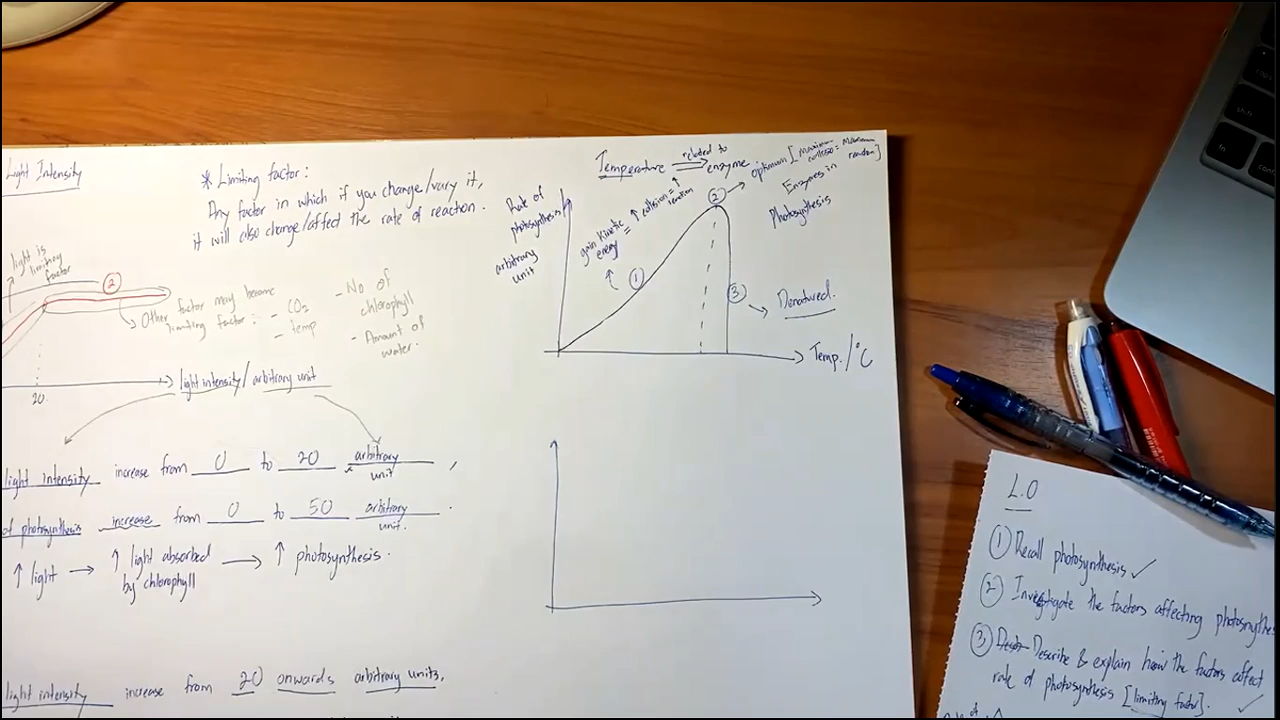 Light Intensity
* Limiting factor:
Any factor in which if you change/vary it,
it will also change/affect the rate of reaction.
light is
limiting
factor
②
Other factor may become
limiting factor:
- CO₂
- temp
- No of
chlorophyll
- Amount of
water.
20.
light intensity / arbitrary unit
light intensity increase from 0 to 20 arbitrary unit,
of photosynthesis increase from 0 to 50 arbitrary unit.
↑ light → ↑ light absorbed by chlorophyll → ↑ photosynthesis.
light intensity increase from 20 onwards arbitrary units,
Temperature related to enzyme
Rate of
photosynthesis
arbitrary
unit
gain kinetic
energy = ↑ collision = ↑
①
②
optimum [Maximum
collision =
Enzymes in
Photosynthesis
③
Denatured.
Temp. /°C
L.O
① Recall photosynthesis ✓
② Investigate the factors affecting
③ Describe & explain how the factors affect
rate of photosynthesis [limiting factor]. ✓
shift
fn
control